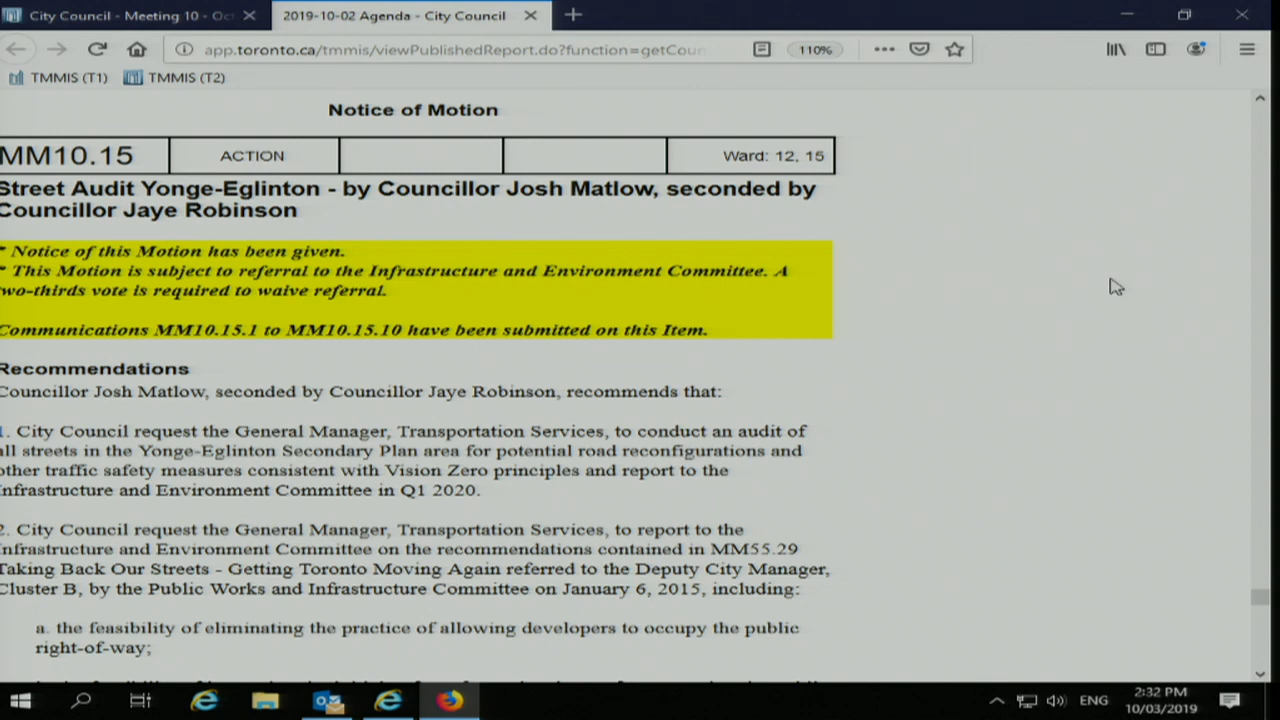 City Council - Meeting 10 - Oc
2019-10-02 Agenda - City Council
app.toronto.ca/tmmis/viewPublishedReport.do?function=getCour
110%
TMMIS (T1)
TMMIS (T2)
Notice of Motion
MM10.15
ACTION
Ward: 12, 15
Street Audit Yonge-Eglinton - by Councillor Josh Matlow, seconded by
Councillor Jaye Robinson
* Notice of this Motion has been given.
* This Motion is subject to referral to the Infrastructure and Environment Committee. A
two-thirds vote is required to waive referral.
Communications MM10.15.1 to MM10.15.10 have been submitted on this Item.
Recommendations
Councillor Josh Matlow, seconded by Councillor Jaye Robinson, recommends that:
1. City Council request the General Manager, Transportation Services, to conduct an audit of
all streets in the Yonge-Eglinton Secondary Plan area for potential road reconfigurations and
other traffic safety measures consistent with Vision Zero principles and report to the
Infrastructure and Environment Committee in Q1 2020.
2. City Council request the General Manager, Transportation Services, to report to the
Infrastructure and Environment Committee on the recommendations contained in MM55.29
Taking Back Our Streets - Getting Toronto Moving Again referred to the Deputy City Manager,
Cluster B, by the Public Works and Infrastructure Committee on January 6, 2015, including:
a. the feasibility of eliminating the practice of allowing developers to occupy the public
right-of-way;
ENG
2:32 PM
10/03/2019